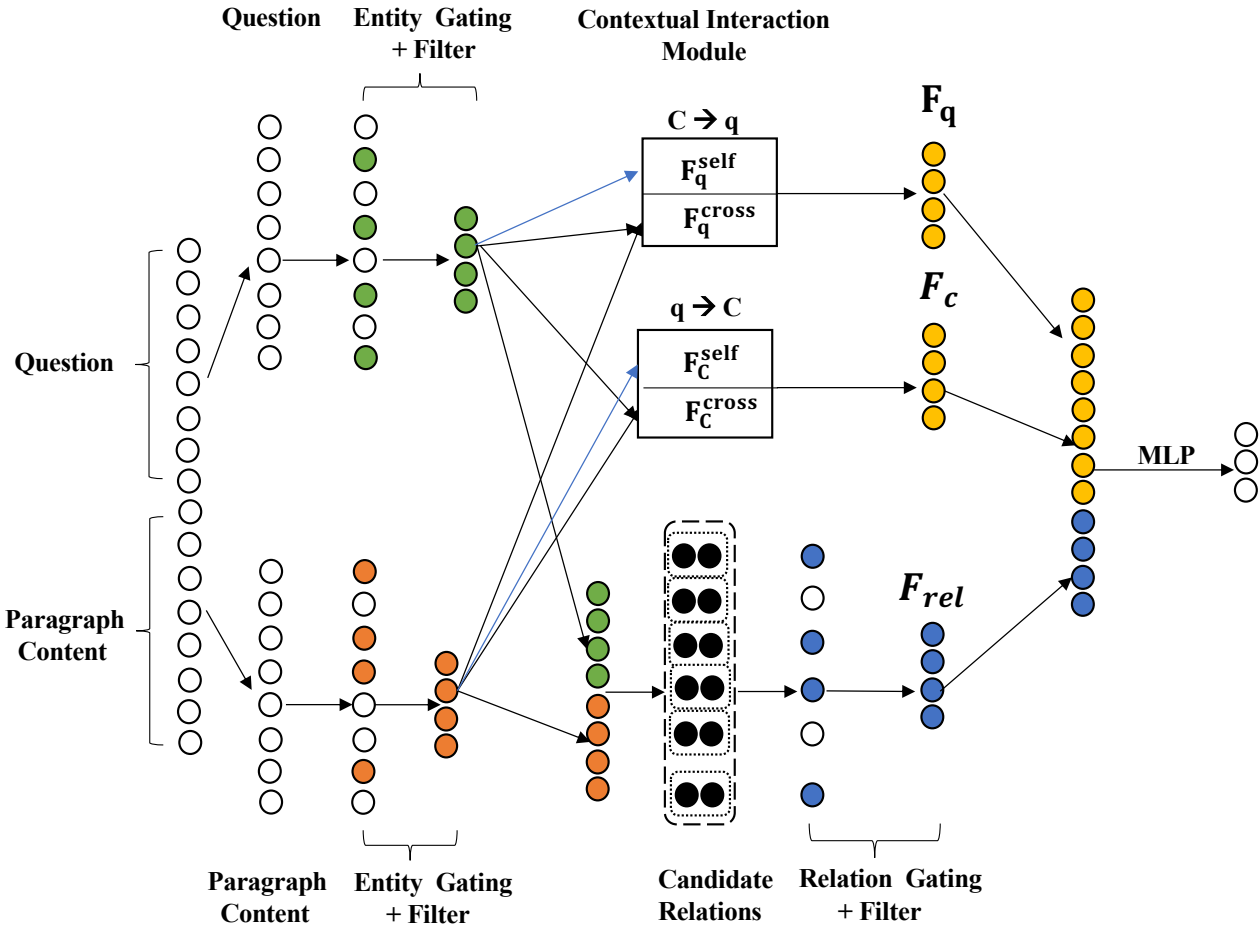 Question
Entity Gating
+ Filter
Contextual Interaction
Module
C → q
F_q^self
F_q^cross
F_q
q → C
F_C^self
F_C^cross
F_c
Question
Paragraph
Content
MLP
F_rel
Paragraph
Content
Entity Gating
+ Filter
Candidate
Relations
Relation Gating
+ Filter